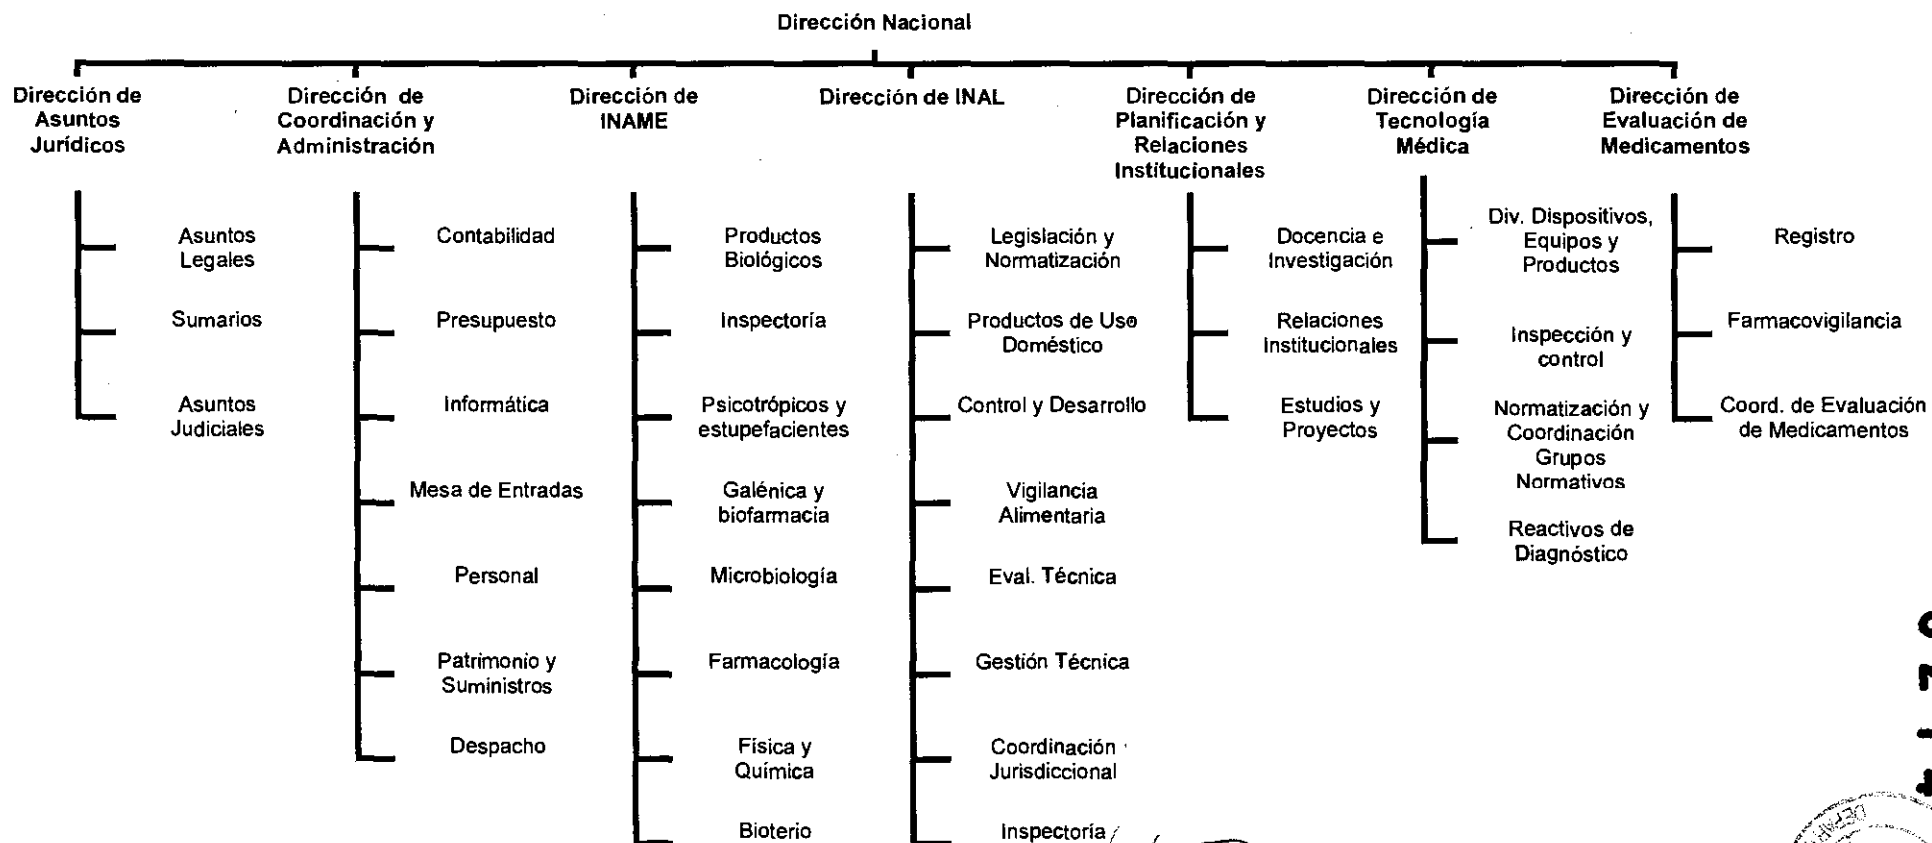 Dirección Nacional
Dirección de
Asuntos
Jurídicos
Dirección de
Coordinación y
Administración
Dirección de
INAME
Dirección de INAL
Dirección de
Planificación y
Relaciones
Institucionales
Dirección de
Tecnología
Médica
Dirección de
Evaluación de
Medicamentos
Asuntos
Legales
Sumarios
Asuntos
Judiciales
Contabilidad
Presupuesto
Informática
Mesa de Entradas
Personal
Patrimonio y
Suministros
Despacho
Productos
Biológicos
Inspectoría
Psicotrópicos y
estupefacientes
Galénica y
biofarmacia
Microbiología
Farmacología
Física y
Química
Bioterio
Legislación y
Normatización
Productos de Uso
Doméstico
Control y Desarrollo
Vigilancia
Alimentaria
Eval. Técnica
Gestión Técnica
Coordinación
Jurisdiccional
Inspectoría
Docencia e
Investigación
Relaciones
Institucionales
Estudios y
Proyectos
Div. Dispositivos,
Equipos y
Productos
Inspección y
control
Normatización y
Coordinación
Grupos
Normativos
Reactivos de
Diagnóstico
Registro
Farmacovigilancia
Coord. de Evaluación
de Medicamentos